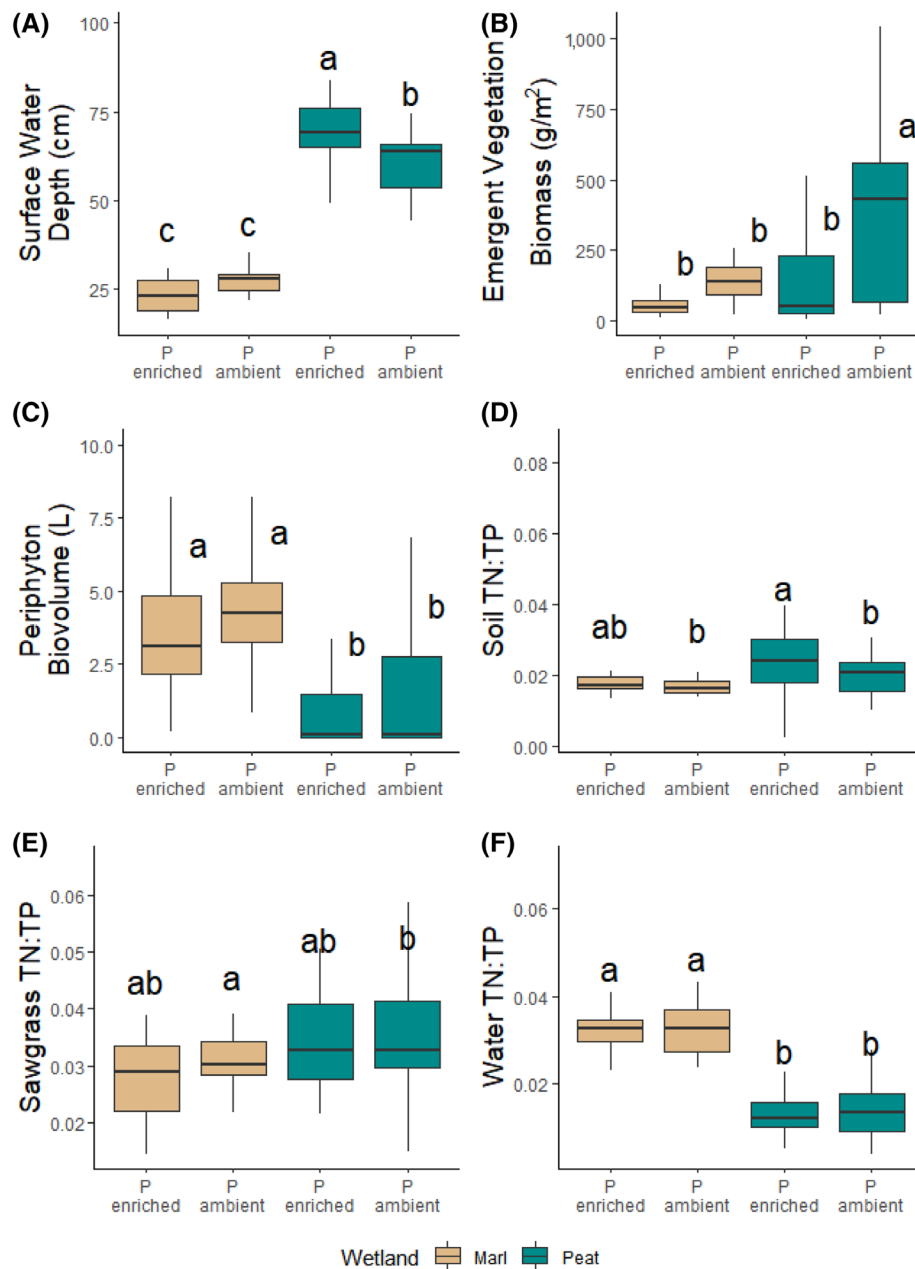 (A)
100
75
50
25
Surface Water
Depth (cm)
a
b
c
c
P
enriched
P
ambient
P
enriched
P
ambient
(B)
1,000
750
500
250
0
Emergent Vegetation
Biomass (g/m²)
a
b
b
b
P
enriched
P
ambient
P
enriched
P
ambient
(C)
10.0
7.5
5.0
2.5
0.0
Periphyton
Biovolume (L)
a
a
b
b
P
enriched
P
ambient
P
enriched
P
ambient
(D)
0.08
0.06
0.04
0.02
0.00
Soil TN:TP
ab
b
a
b
P
enriched
P
ambient
P
enriched
P
ambient
(E)
0.06
0.05
0.04
0.03
0.02
Sawgrass TN:TP
ab
a
ab
b
P
enriched
P
ambient
P
enriched
P
ambient
(F)
0.06
0.04
0.02
Water TN:TP
a
a
b
b
P
enriched
P
ambient
P
enriched
P
ambient
Wetland Marl Peat